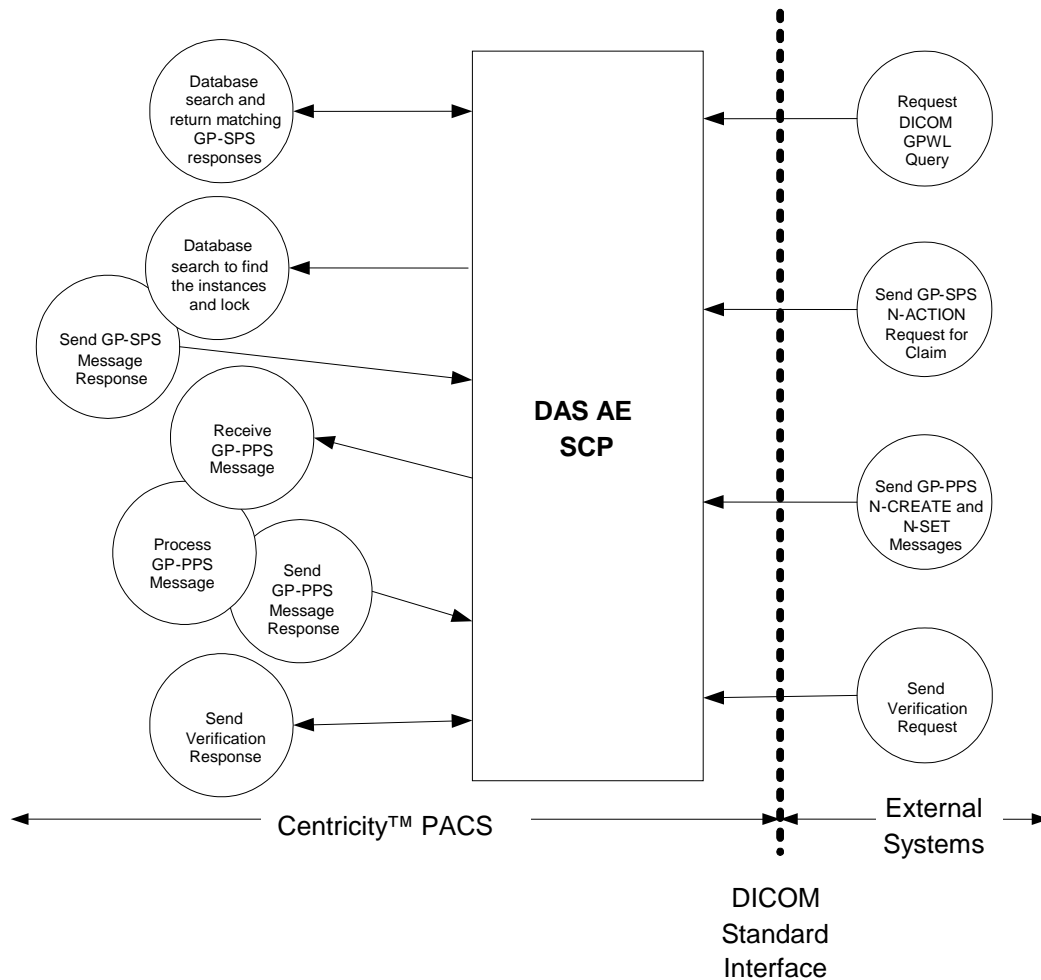 Database
search and
return matching
GP-SPS
responses
Request
DICOM
GPWL
Query
Database
search to find
the instances
and lock
Send GP-SPS
N-ACTION
Request for
Claim
Send GP-SPS
Message
Response
DAS AE
SCP
Receive
GP-PPS
Message
Send GP-PPS
N-CREATE and
N-SET
Messages
Process
GP-PPS
Message
Send
GP-PPS
Message
Response
Send
Verification
Response
Send
Verification
Request
Centricity™ PACS
External
Systems
DICOM
Standard
Interface